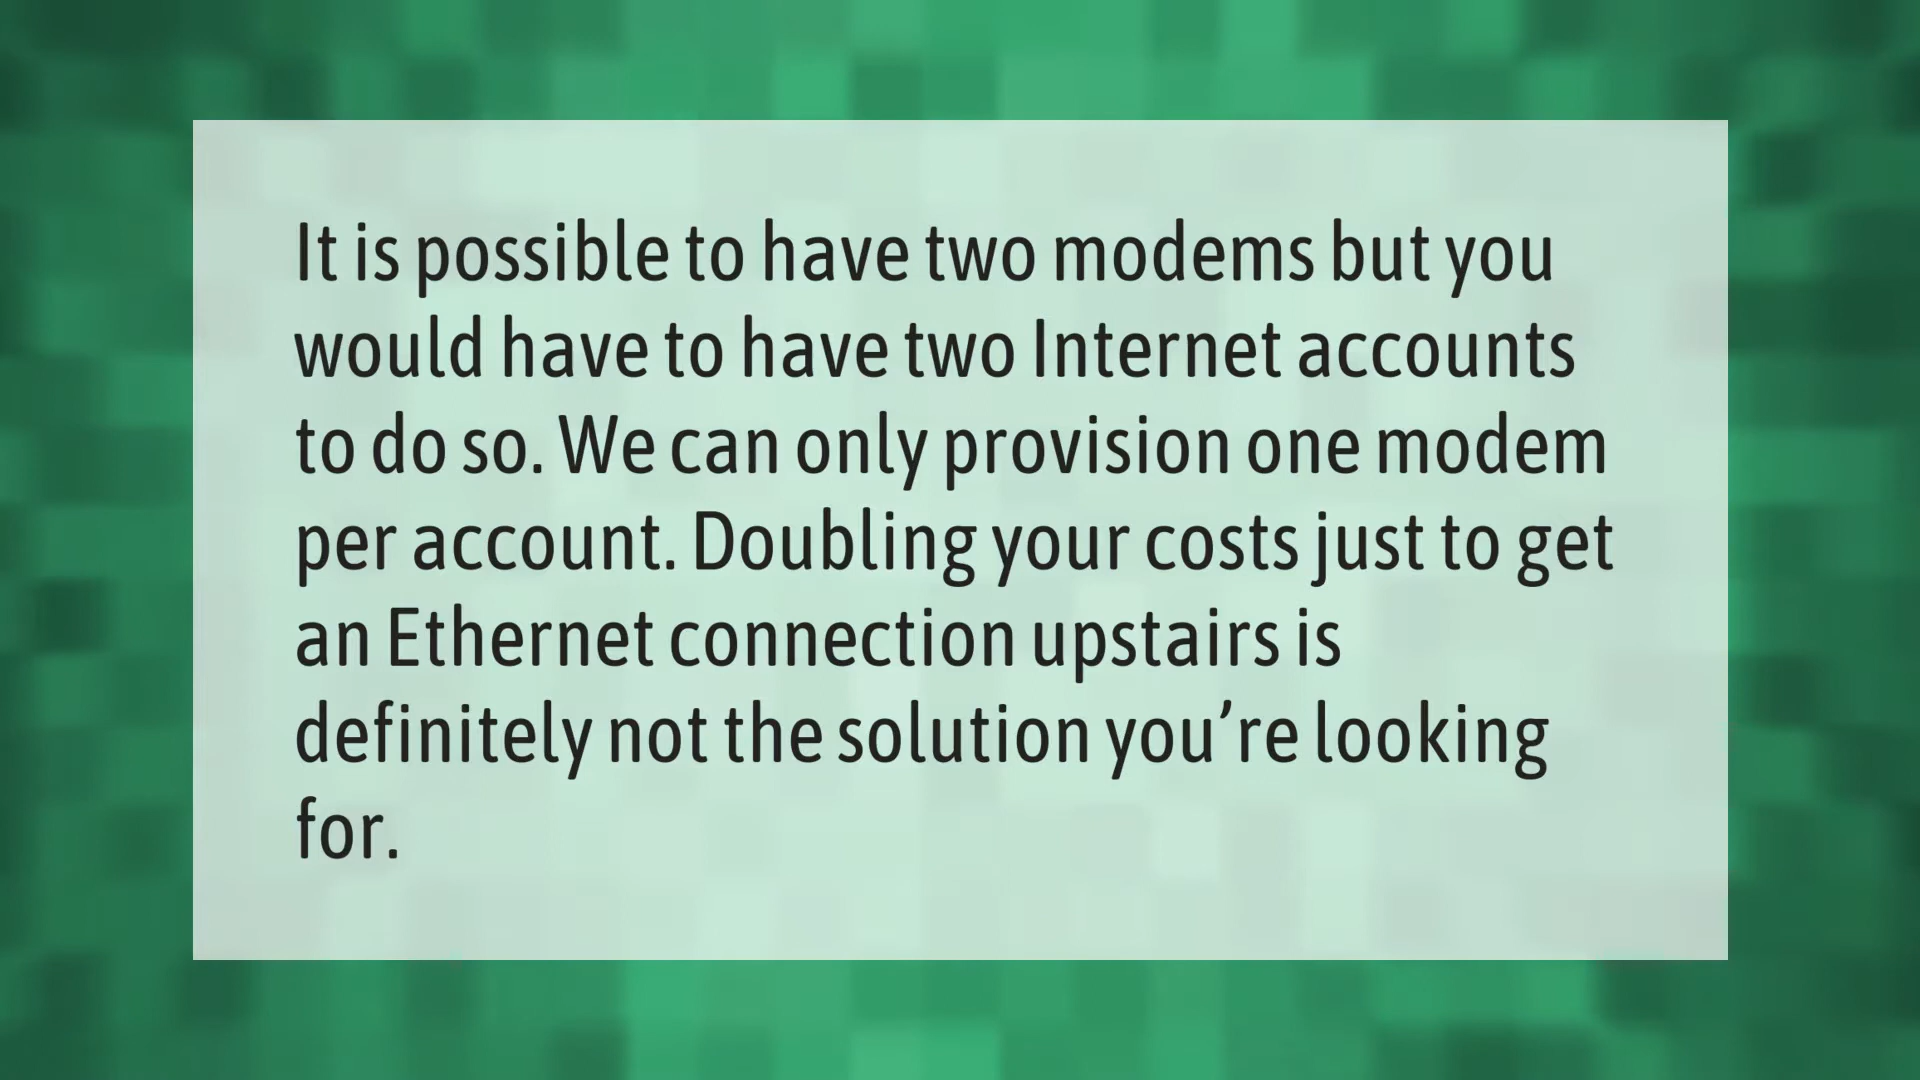 It is possible to have two modems but you
would have to have two Internet accounts
to do so. We can only provision one modem
per account. Doubling your costs just to get
an Ethernet connection upstairs is
definitely not the solution you’re looking
for.